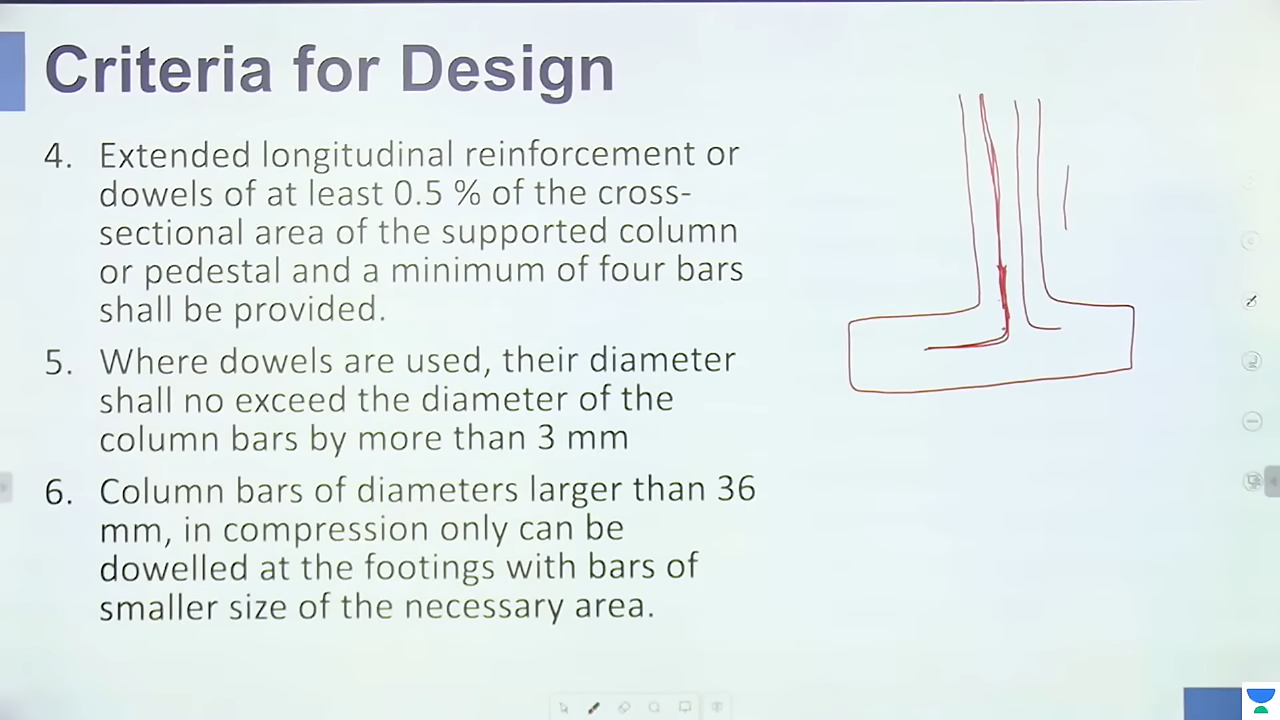 Criteria for Design
4. Extended longitudinal reinforcement or
dowels of at least 0.5 % of the cross-
sectional area of the supported column
or pedestal and a minimum of four bars
shall be provided.
5. Where dowels are used, their diameter
shall no exceed the diameter of the
column bars by more than 3 mm
6. Column bars of diameters larger than 36
mm, in compression only can be
dowelled at the footings with bars of
smaller size of the necessary area.